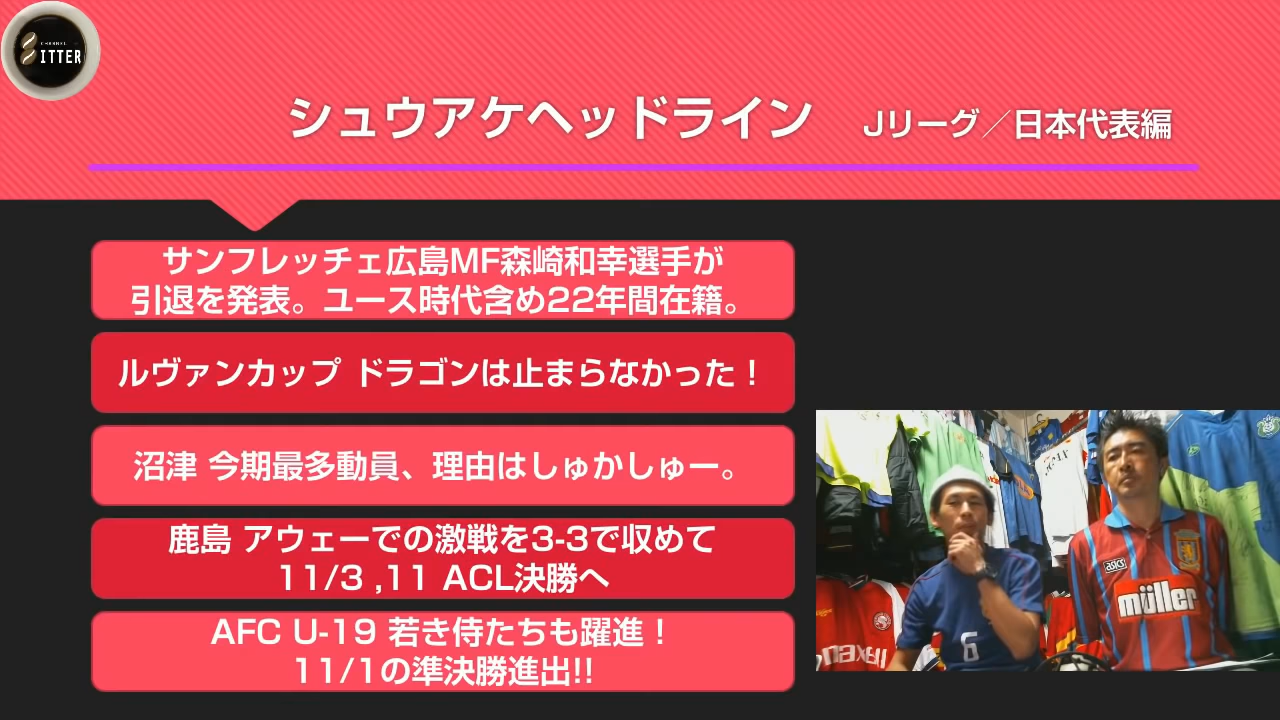 CHANNEL
ITTER
シュウアケヘッドライン Jリーグ／日本代表編
サンフレッチェ広島MF森崎和幸選手が
引退を発表。ユース時代含め22年間在籍。
ルヴァンカップ ドラゴンは止まらなかった！
沼津 今期最多動員、理由はしゅかしゅー。
鹿島 アウェーでの激戦を3-3で収めて
11/3 ,11 ACL決勝へ
AFC U-19 若き侍たちも躍進！
11/1の準決勝進出!!
asics
müller
6
maxell